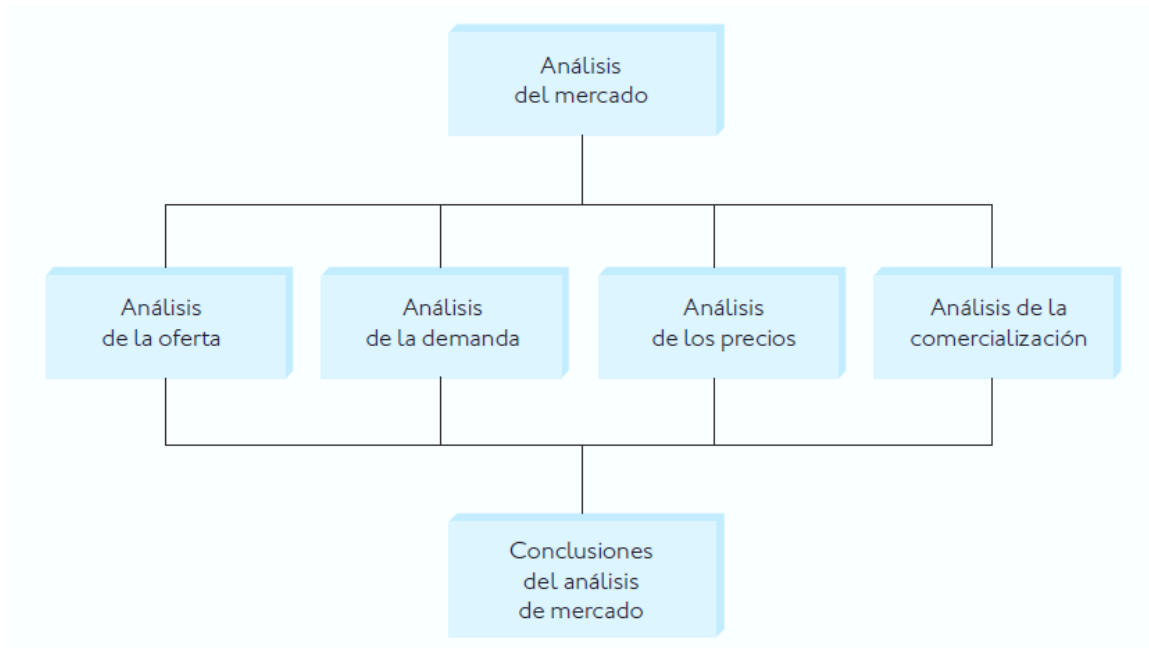 Análisis
del mercado
Análisis
de la oferta
Análisis
de la demanda
Análisis
de los precios
Análisis de la
comercialización
Conclusiones
del análisis
de mercado